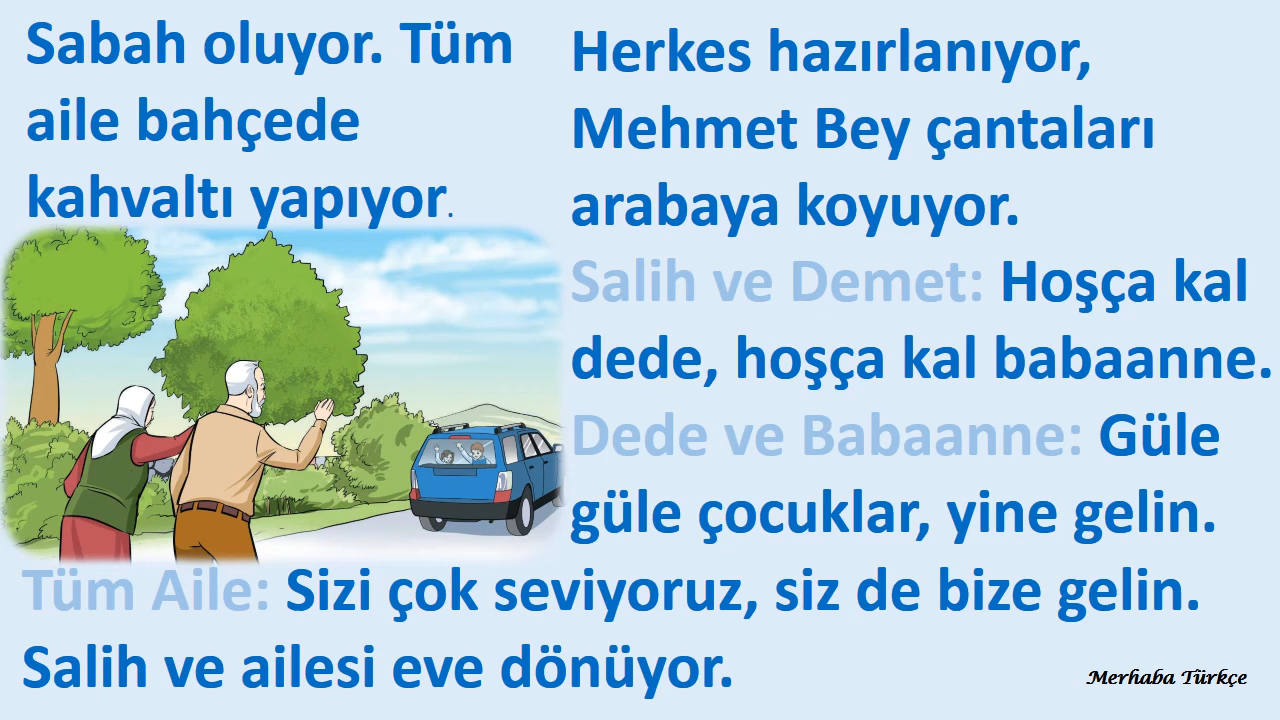 Sabah oluyor. Tüm
aile bahçede
kahvaltı yapıyor.
Herkes hazırlanıyor,
Mehmet Bey çantaları
arabaya koyuyor.
Salih ve Demet: Hoşça kal
dede, hoşça kal babaanne.
Dede ve Babaanne: Güle
güle çocuklar, yine gelin.
Tüm Aile: Sizi çok seviyoruz, siz de bize gelin.
Salih ve ailesi eve dönüyor.
Merhaba Türkçe